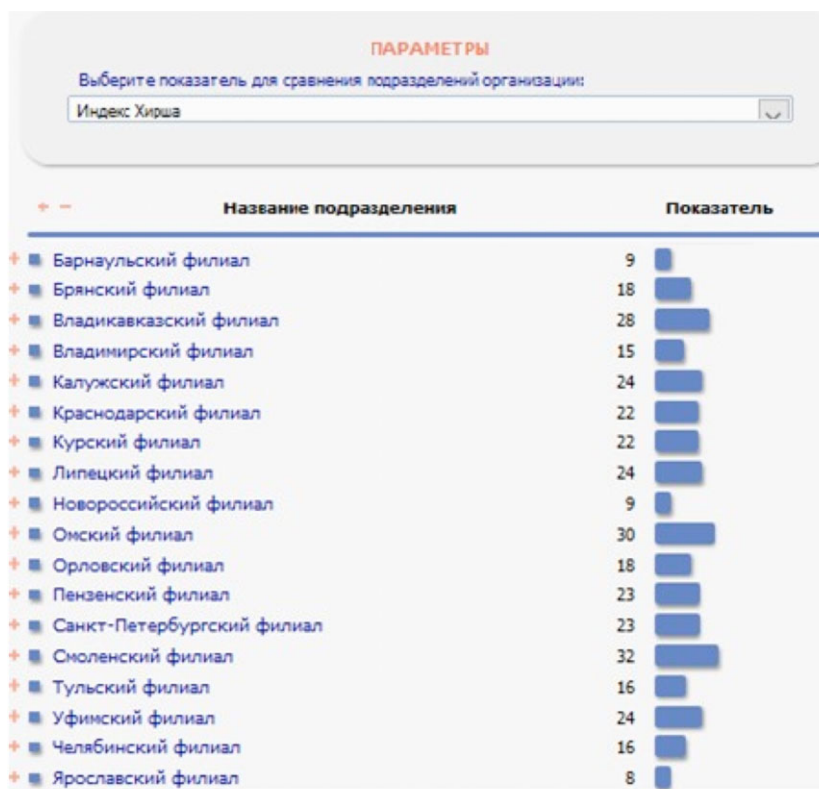 ПАРАМЕТРЫ
Выберите показатель для сравнения подразделений организации:
Индекс Хирша
+ − Название подразделения Показатель
+ Барнаульский филиал 9
+ Брянский филиал 18
+ Владикавказский филиал 28
+ Владимирский филиал 15
+ Калужский филиал 24
+ Краснодарский филиал 22
+ Курский филиал 22
+ Липецкий филиал 24
+ Новороссийский филиал 9
+ Омский филиал 30
+ Орловский филиал 18
+ Пензенский филиал 23
+ Санкт-Петербургский филиал 23
+ Смоленский филиал 32
+ Тульский филиал 16
+ Уфимский филиал 24
+ Челябинский филиал 16
+ Ярославский филиал 8